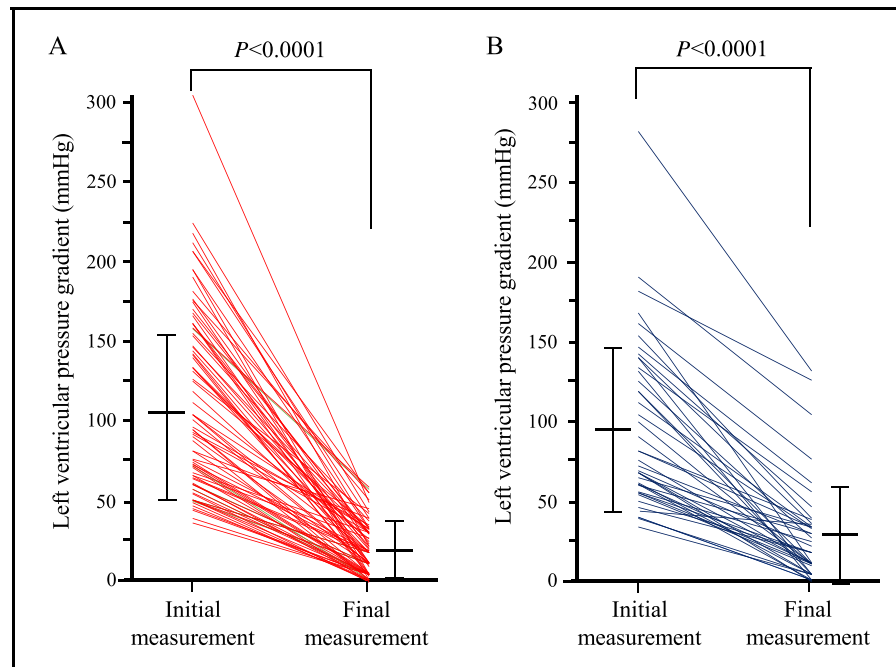 A
P<0.0001
Left ventricular pressure gradient (mmHg)
300
250
200
150
100
50
0
Initial
measurement
Final
measurement
B
P<0.0001
Left ventricular pressure gradient (mmHg)
300
250
200
150
100
50
0
Initial
measurement
Final
measurement